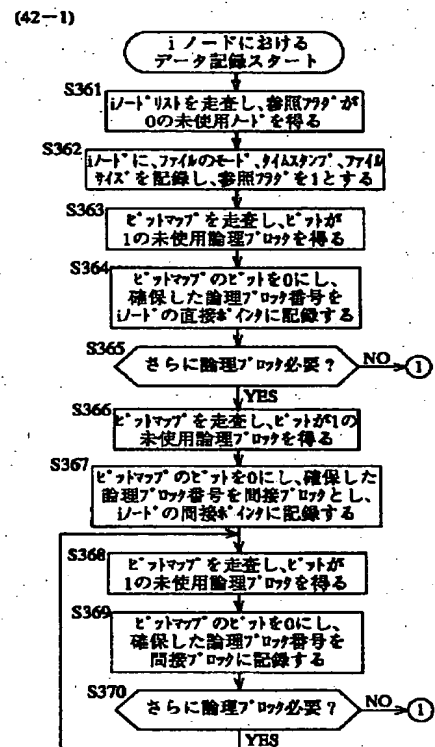 (42-1)
iノードにおける
データ記録スタート
S361
iノードリストを走査し、参照フラグが
0の未使用ノードを得る
S362
iノードに、ファイルのモード、タイムスタンプ、ファイル
サイズを記録し、参照フラグを1とする
S363
ビットマップを走査し、ビットが
1の未使用論理ブロックを得る
S364
ビットマップのビットを0にし、
確保した論理ブロック番号を
iノードの直接ポインタに記録する
S365
さらに論理ブロック必要?
NO
1
YES
S366
ビットマップを走査し、ビットが1の
未使用論理ブロックを得る
S367
ビットマップのビットを0にし、確保した
論理ブロック番号を間接ブロックとし、
iノードの間接ポインタに記録する
S368
ビットマップを走査し、ビットが
1の未使用論理ブロックを得る
S369
ビットマップのビットを0にし、
確保した論理ブロック番号を
間接ブロックに記録する
S370
さらに論理ブロック必要?
NO
1
YES